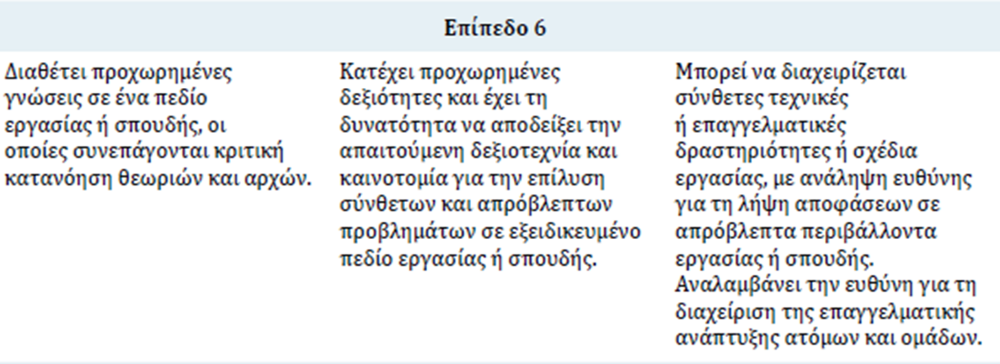 Επίπεδο 6
Διαθέτει προχωρημένες
γνώσεις σε ένα πεδίο
εργασίας ή σπουδής, οι
οποίες συνεπάγονται κριτική
κατανόηση θεωριών και αρχών.
Κατέχει προχωρημένες
δεξιότητες και έχει τη
δυνατότητα να αποδείξει την
απαιτούμενη δεξιοτεχνία και
καινοτομία για την επίλυση
σύνθετων και απρόβλεπτων
προβλημάτων σε εξειδικευμένο
πεδίο εργασίας ή σπουδής.
Μπορεί να διαχειρίζεται
σύνθετες τεχνικές
ή επαγγελματικές
δραστηριότητες ή σχέδια
εργασίας, με ανάληψη ευθύνης
για τη λήψη αποφάσεων σε
απρόβλεπτα περιβάλλοντα
εργασίας ή σπουδής.
Αναλαμβάνει την ευθύνη για τη
διαχείριση της επαγγελματικής
ανάπτυξης ατόμων και ομάδων.